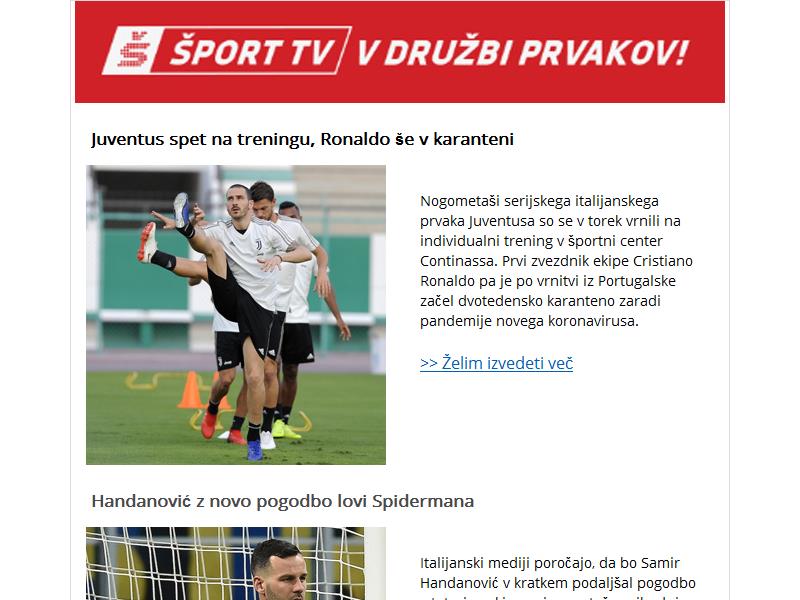 ŠPORT TV V DRUŽBI PRVAKOV!
Juventus spet na treningu, Ronaldo še v karanteni
Nogometaši serijskega italijanskega
prvaka Juventusa so se v torek vrnili na
individualni trening v športni center
Continassa. Prvi zvezdnik ekipe Cristiano
Ronaldo pa je po vrnitvi iz Portugalske
začel dvotedensko karanteno zaradi
pandemije novega koronavirusa.
>> Želim izvedeti več
Handanović z novo pogodbo lovi Spidermana
Italijanski mediji poročajo, da bo Samir
Handanović v kratkem podaljšal pogodbo